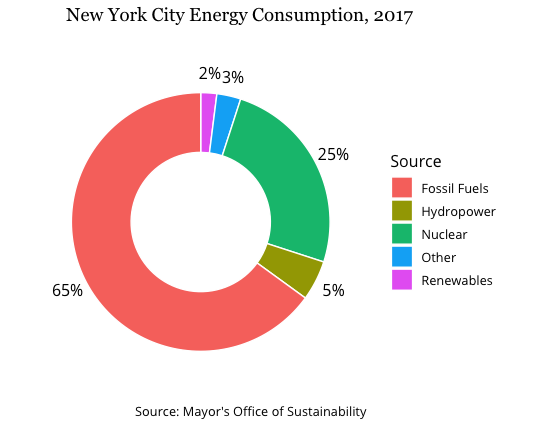 New York City Energy Consumption, 2017
2%
3%
25%
5%
65%
Source
Fossil Fuels
Hydropower
Nuclear
Other
Renewables
Source: Mayor's Office of Sustainability